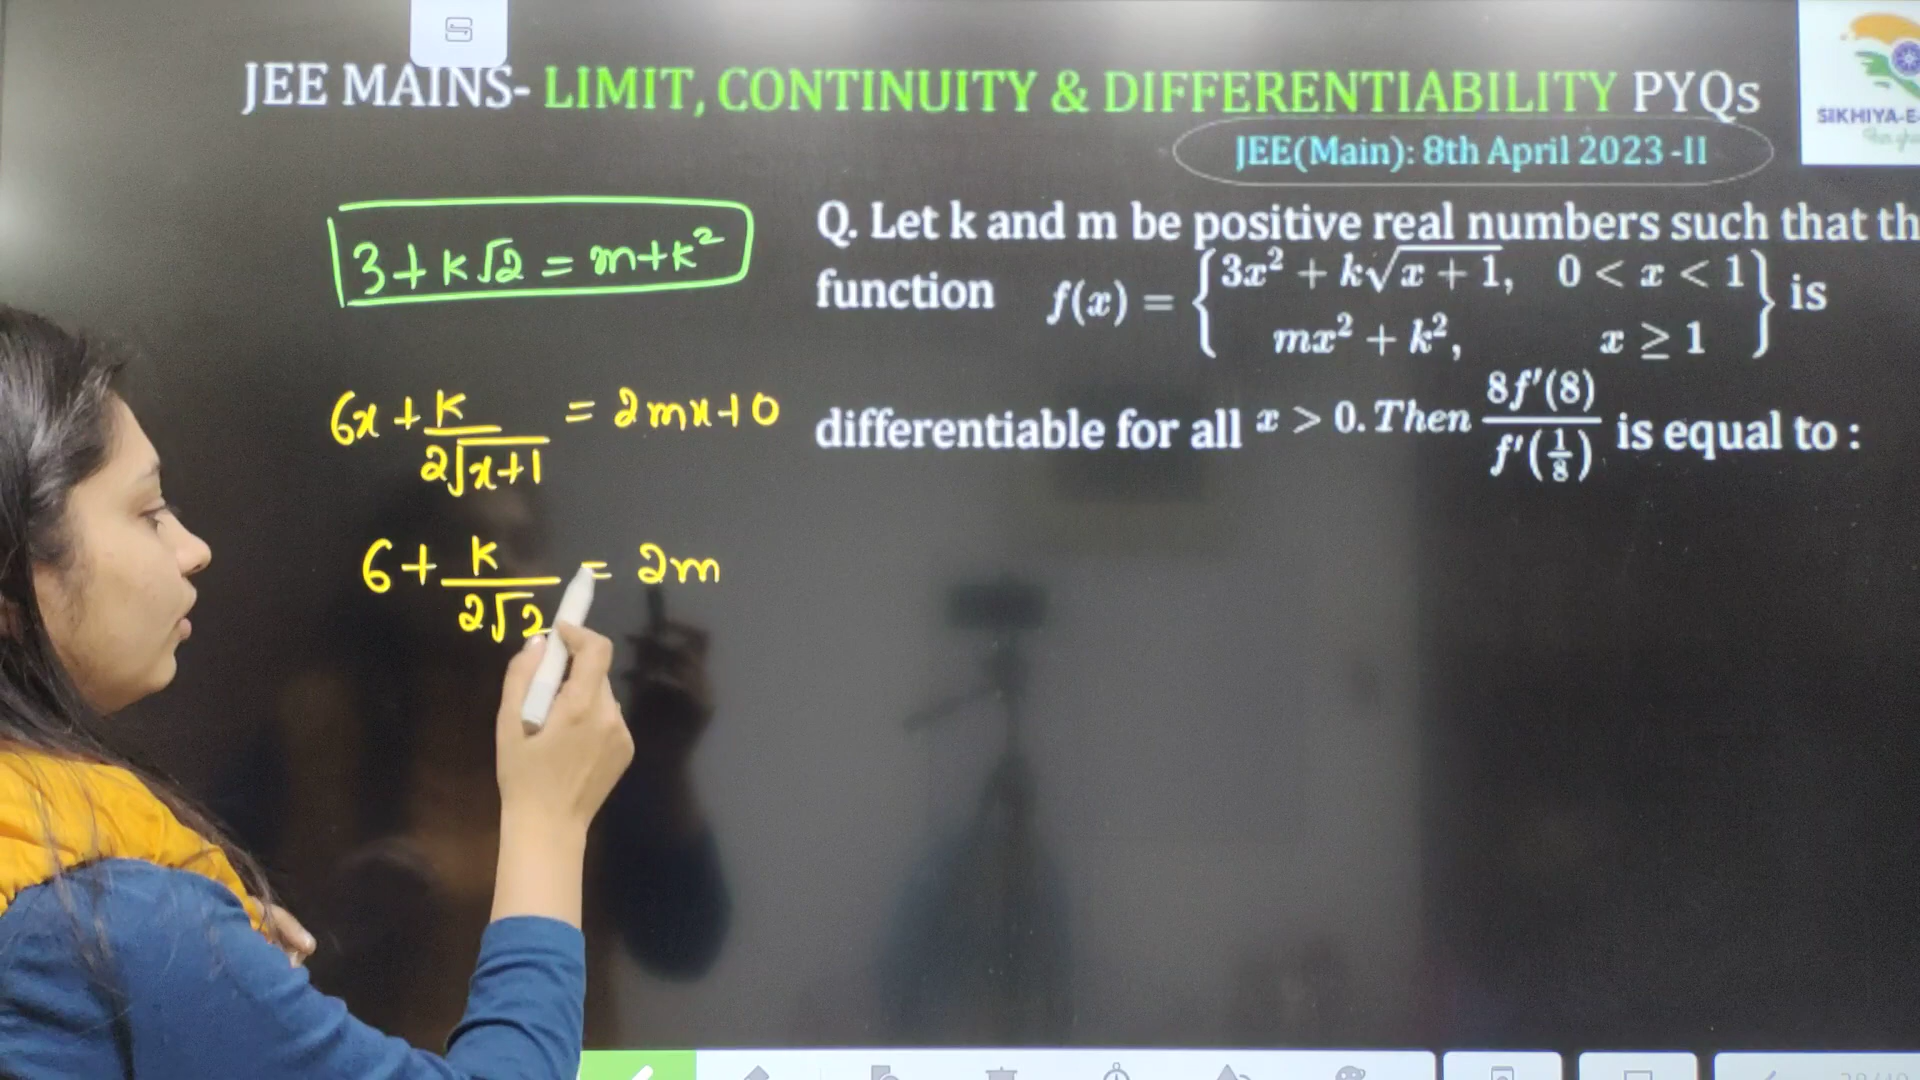 JEE MAINS- LIMIT, CONTINUITY & DIFFERENTIABILITY PYQs
JEE(Main): 8th April 2023 -II
SIKHIYA-E-
3+k√2 = m+k²
6x + k/(2√x+1) = 2mx+0
6 + k/(2√2) = 2m
Q. Let k and m be positive real numbers such that th
function f(x) = { 3x² + k√(x + 1), 0 < x < 1
mx² + k², x ≥ 1 } is
differentiable for all x > 0. Then 8f′(8)/f′(1/8) is equal to :